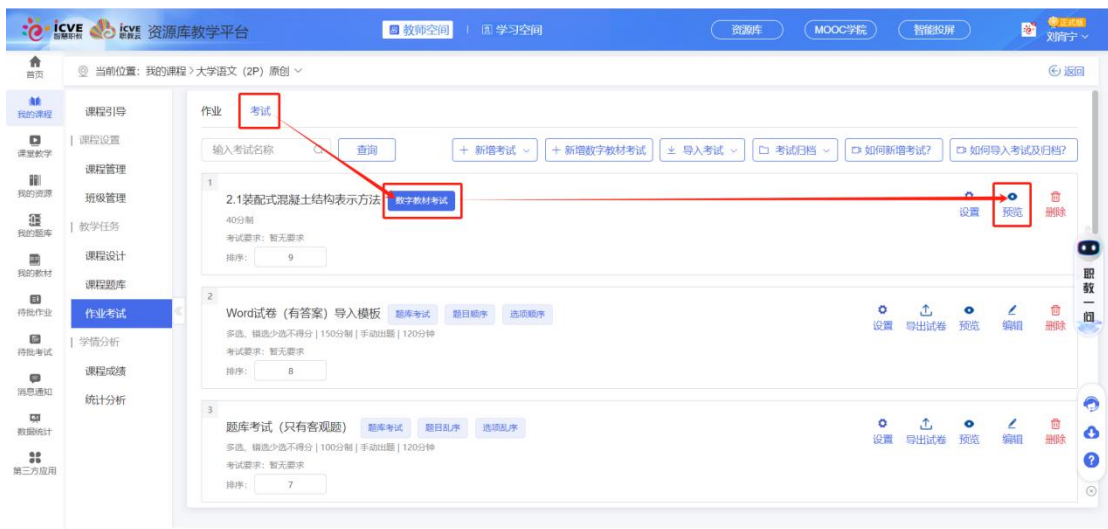 icve 智慧职教 icve 职教云 资源库教学平台 教师空间 | 学习空间 资源库 MOOC学院 智能投屏 正式版 刘宵宁
首页
当前位置：我的课程>大学语文（2P）原创 返回
我的课程
课堂教学
我的资源
我的题库
我的教材
待批作业
待批考试
消息通知
数据统计
第三方应用
课程引导
| 课程设置
课程管理
班级管理
| 教学任务
课程设计
课程题库
作业考试
| 学情分析
课程成绩
统计分析
作业 考试
输入考试名称 查询 + 新增考试 + 新增数字教材考试 导入考试 考试归档 如何新增考试? 如何导入考试及归档?
1
2.1装配式混凝土结构表示方法 数字教材考试 设置 预览 删除
40分制
考试要求：暂无要求
排序： 9
2
Word试卷（有答案）导入模板 题库考试 题目顺序 选项顺序 设置 导出试卷 预览 编辑 删除
多选、错选少选不得分 | 150分制 | 手动出题 | 120分钟
考试要求：暂无要求
排序： 8
3
题库考试（只有客观题） 题库考试 题目乱序 选项乱序 设置 导出试卷 预览 编辑 删除
多选、错选少选不得分 | 100分制 | 手动出题 | 120分钟
考试要求：暂无要求
排序： 7
职教一问